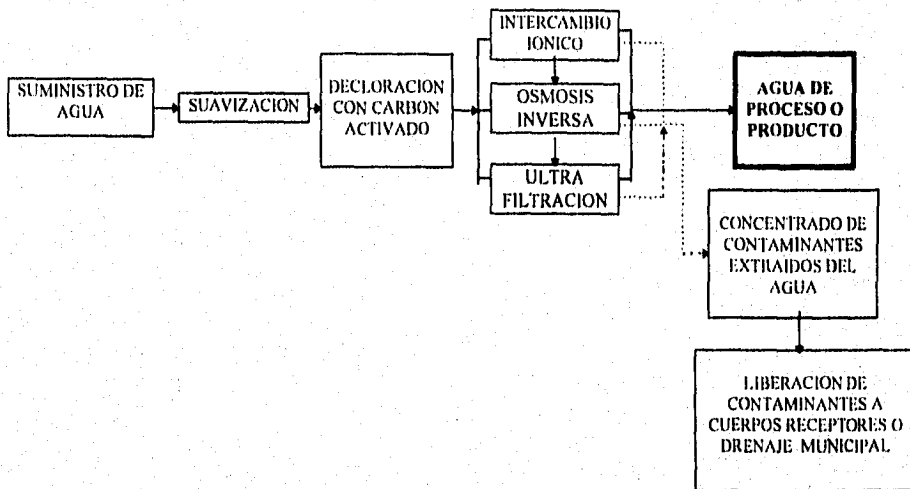 SUMINISTRO DE
AGUA
SUAVIZACION
DECLORACION
CON CARBON
ACTIVADO
INTERCAMBIO
IONICO
OSMOSIS
INVERSA
ULTRA
FILTRACION
AGUA DE
PROCESO O
PRODUCTO
CONCENTRADO DE
CONTAMINANTES
EXTRAIDOS DEL
AGUA
LIBERACION DE
CONTAMINANTES A
CUERPOS RECEPTORES O
DRENAJE MUNICIPAL